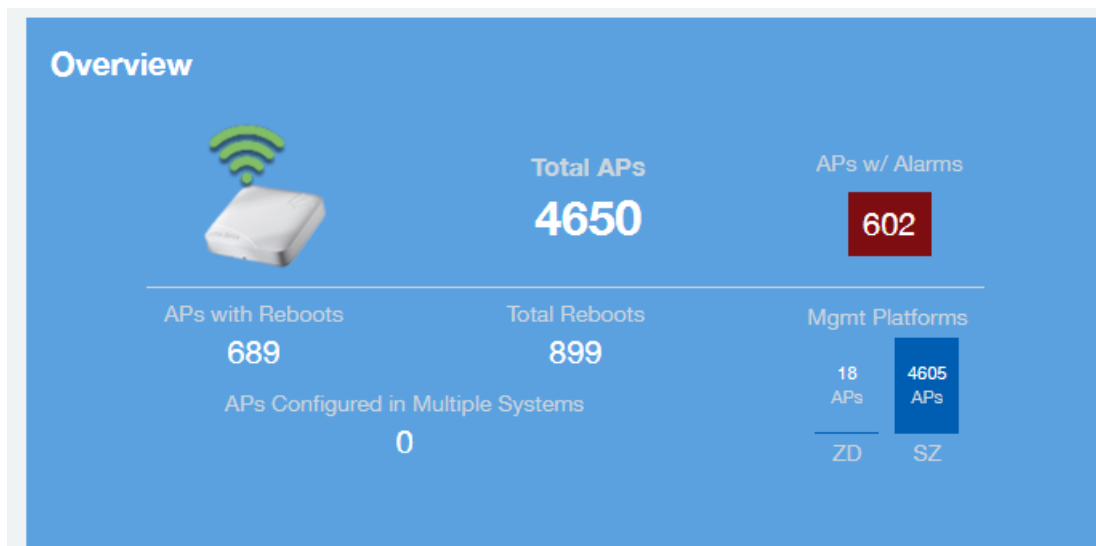 Overview
Total APs
4650
APs w/ Alarms
602
APs with Reboots
689
Total Reboots
899
APs Configured in Multiple Systems
0
Mgmt Platforms
18
APs
ZD
4605
APs
SZ